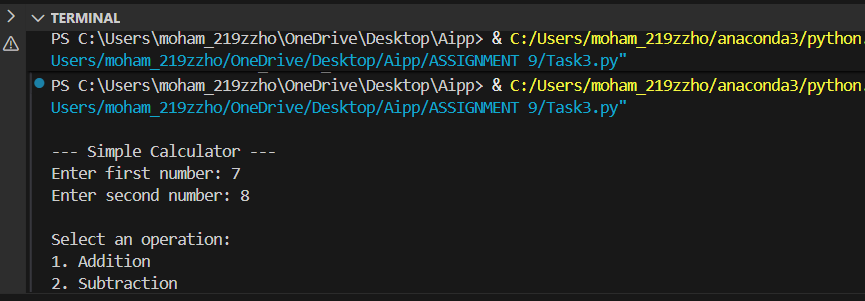 TERMINAL
PS C:\Users\moham_219zzho\OneDrive\Desktop\Aipp> & C:/Users/moham_219zzho/anaconda3/python.
Users/moham_219zzho/OneDrive/Desktop/Aipp/ASSIGNMENT 9/Task3.py"
PS C:\Users\moham_219zzho\OneDrive\Desktop\Aipp> & C:/Users/moham_219zzho/anaconda3/python.
Users/moham_219zzho/OneDrive/Desktop/Aipp/ASSIGNMENT 9/Task3.py"
--- Simple Calculator ---
Enter first number: 7
Enter second number: 8
Select an operation:
1. Addition
2. Subtraction